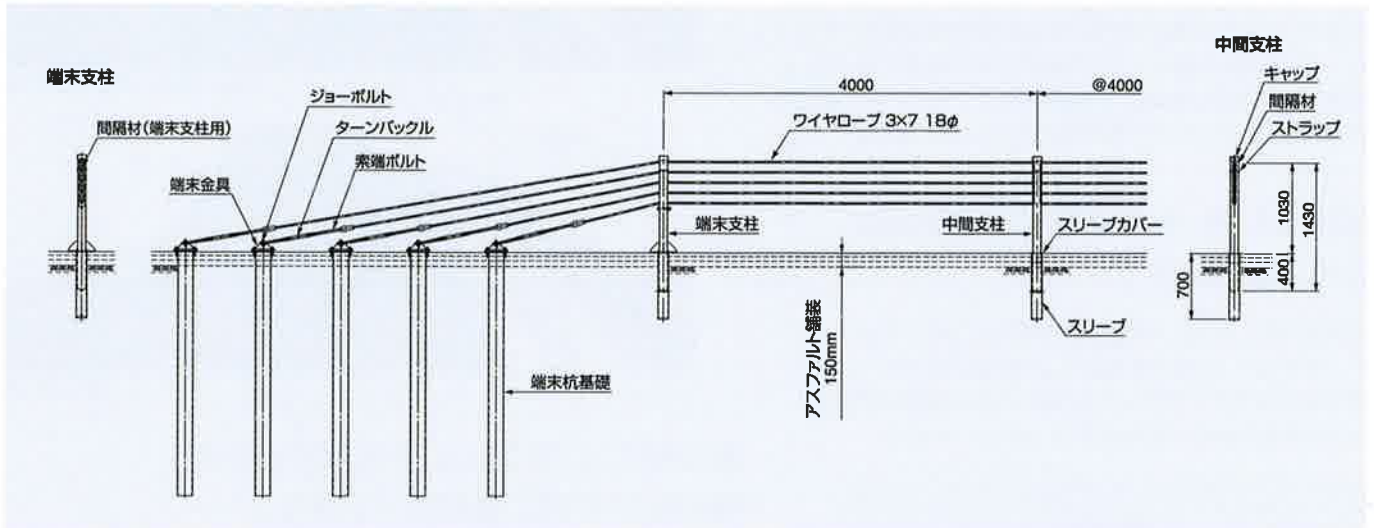 端末支柱
間隔材(端末支柱用)
ジョーボルト
ターンバックル
索端ボルト
端末金具
4000
@4000
ワイヤロープ 3×7 18φ
端末支柱
中間支柱
スリーブカバー
スリーブ
アスファルト舗装
150mm
端末杭基礎
中間支柱
キャップ
間隔材
ストラップ
1030
1430
400
700